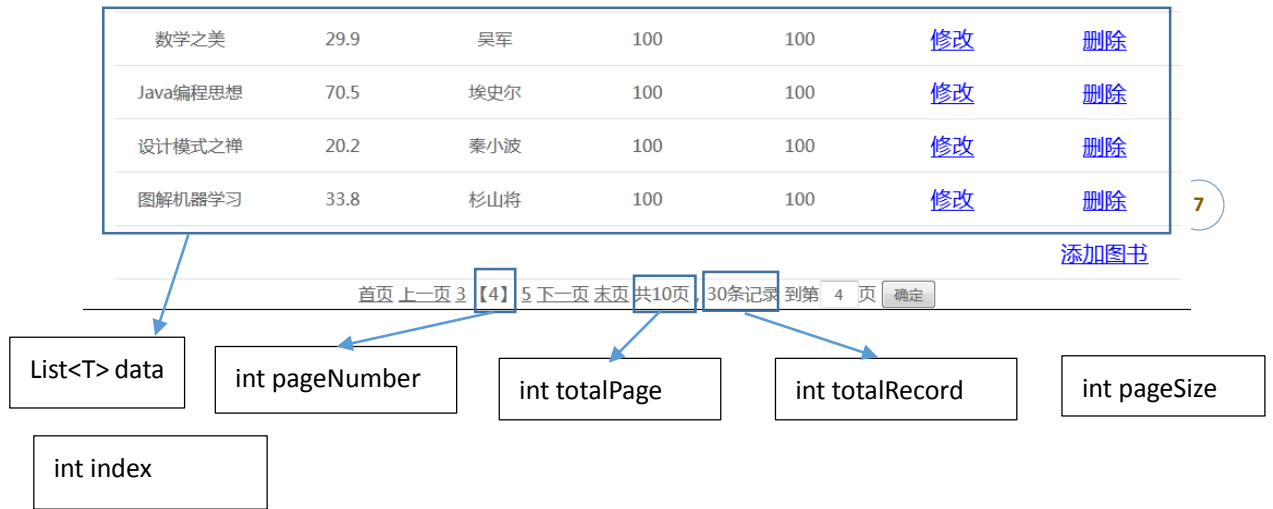 数学之美 29.9 吴军 100 100 修改 删除
Java编程思想 70.5 埃史尔 100 100 修改 删除
设计模式之禅 20.2 秦小波 100 100 修改 删除
图解机器学习 33.8 杉山将 100 100 修改 删除
7
添加图书
首页 上一页 3 【4】 5 下一页 末页 共10页 , 30条记录 到第 4 页 确定
List<T> data
int pageNumber
int totalPage
int totalRecord
int pageSize
int index